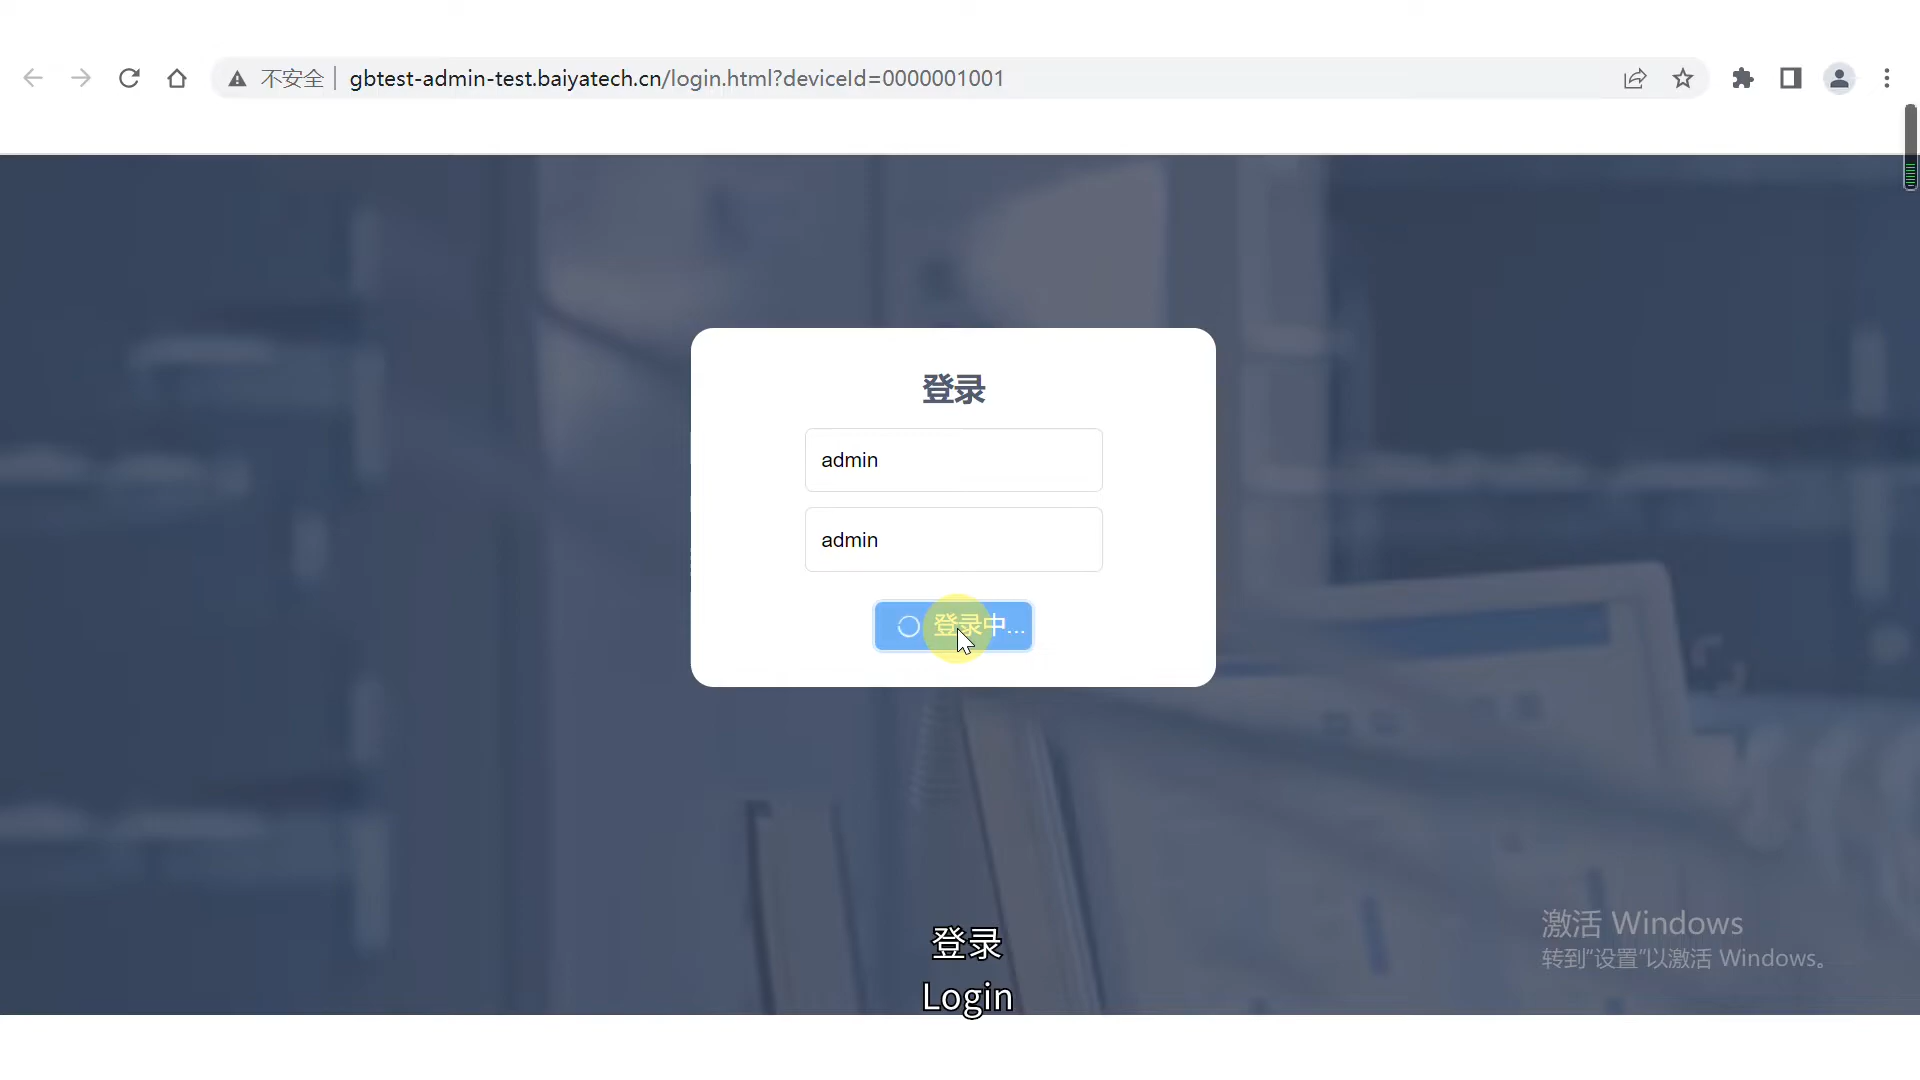 不安全 gbtest-admin-test.baiyatech.cn/login.html?deviceId=0000001001
登录
admin
admin
登录中...
激活 Windows
转到"设置"以激活 Windows。
登录
Login